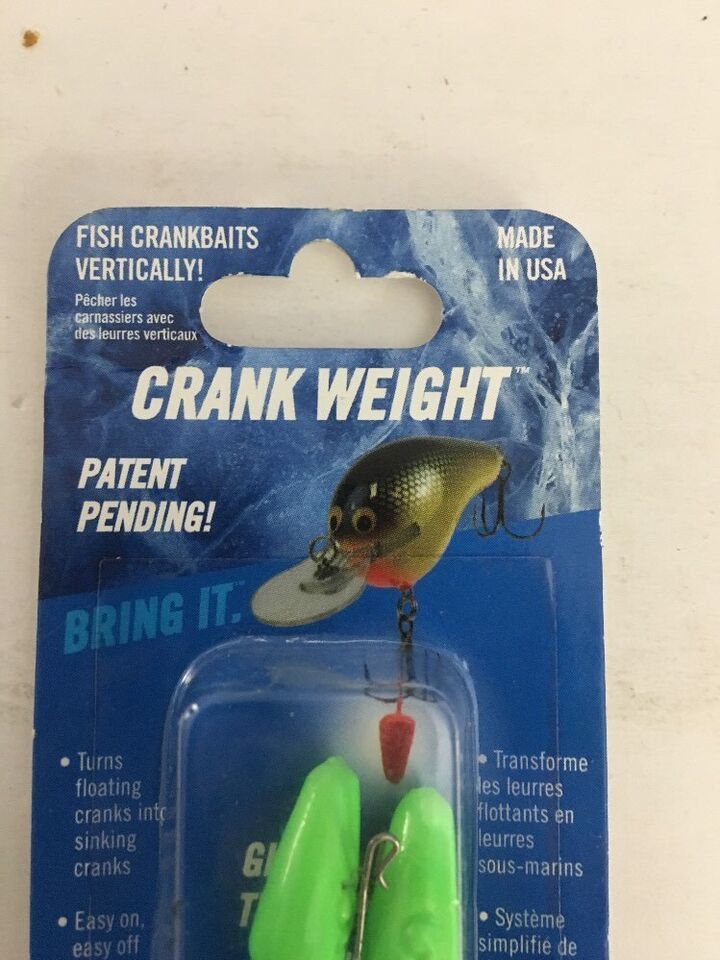 FISH CRANKBAITS
VERTICALLY!
Pêcher les
carnassiers avec
des leurres verticaux
MADE
IN USA
CRANK WEIGHT™
PATENT
PENDING!
BRING IT.™
• Turns
floating
cranks into
sinking
cranks
• Easy on,
easy off
• Transforme
les leurres
flottants en
leurres
sous-marins
• Système
simplifié de